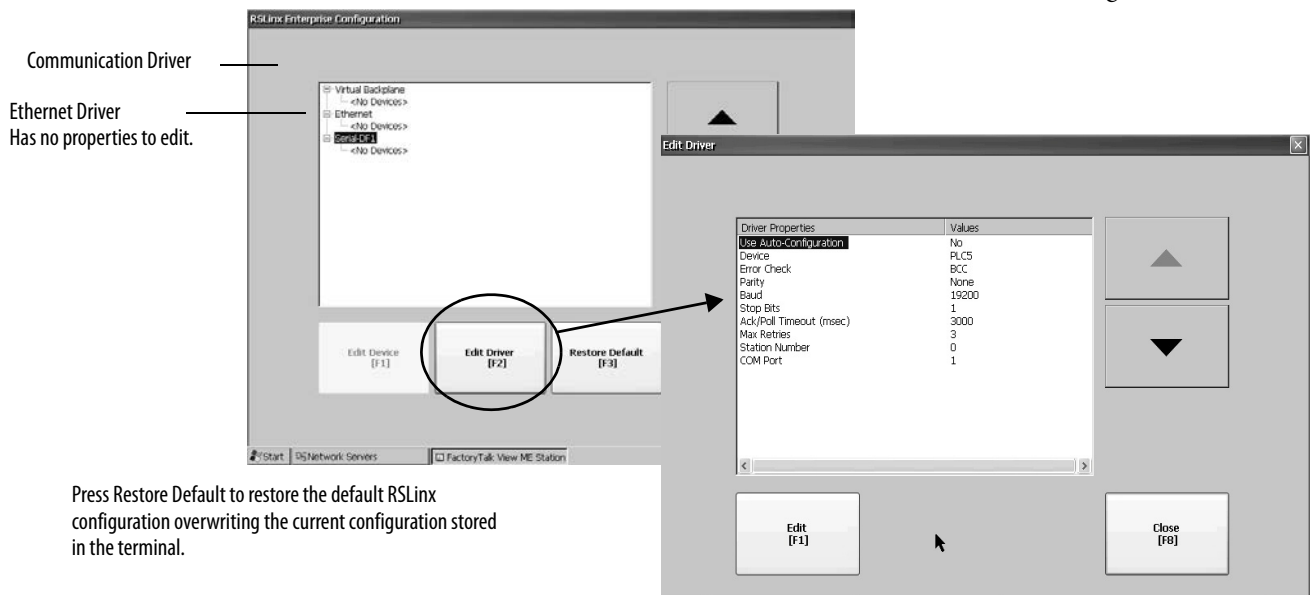 RSLinx Enterprise Configuration
Communication Driver
Ethernet Driver
Has no properties to edit.
Virtual Backplane
<No Devices>
Ethernet
<No Devices>
Serial-DF1
<No Devices>
Edit Device
[F1]
Edit Driver
[F2]
Restore Default
[F3]
Start
Network Servers
FactoryTalk View ME Station
Edit Driver
Driver Properties Values
Use Auto-Configuration No
Device PLC5
Error Check BCC
Parity None
Baud 19200
Stop Bits 1
Ack/Poll Timeout (msec) 3000
Max Retries 3
Station Number 0
COM Port 1
Edit
[F1]
Close
[F8]
Press Restore Default to restore the default RSLinx
configuration overwriting the current configuration stored
in the terminal.